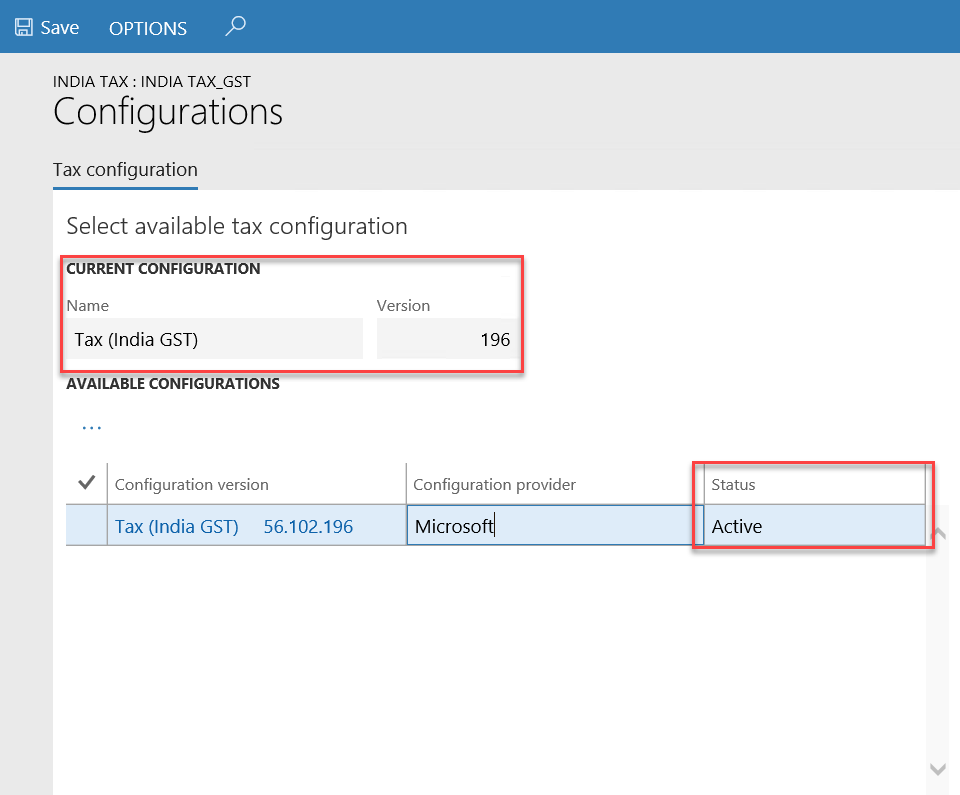 Save OPTIONS
INDIA TAX : INDIA TAX_GST
Configurations
Tax configuration
Select available tax configuration
CURRENT CONFIGURATION
Name Version
Tax (India GST) 196
AVAILABLE CONFIGURATIONS
...
Configuration version Configuration provider Status
Tax (India GST) 56.102.196 Microsoft Active